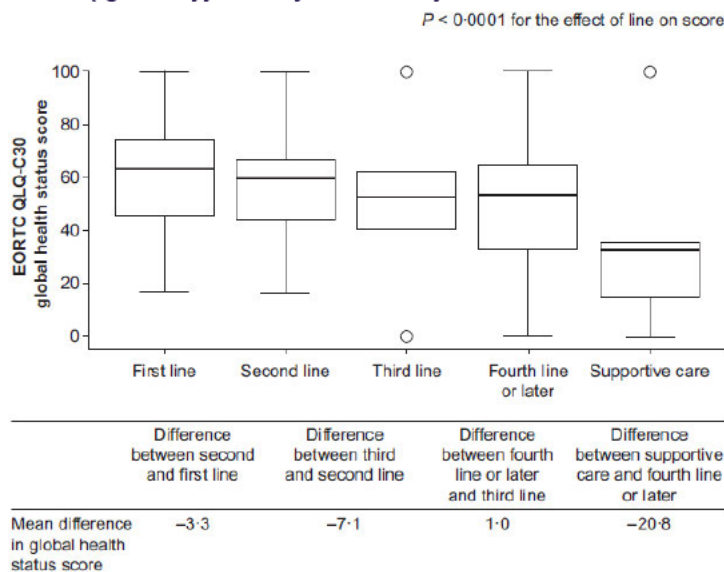 P < 0·0001 for the effect of line on score
EORTC QLQ-C30
global health status score
100
80
60
40
20
0
First line
Second line
Third line
Fourth line
or later
Supportive care
Difference
between second
and first line
Difference
between third
and second line
Difference
between fourth
line or later
and third line
Difference
between supportive
care and fourth line
or later
Mean difference
in global health
status score
–3·3
–7·1
1·0
–20·8